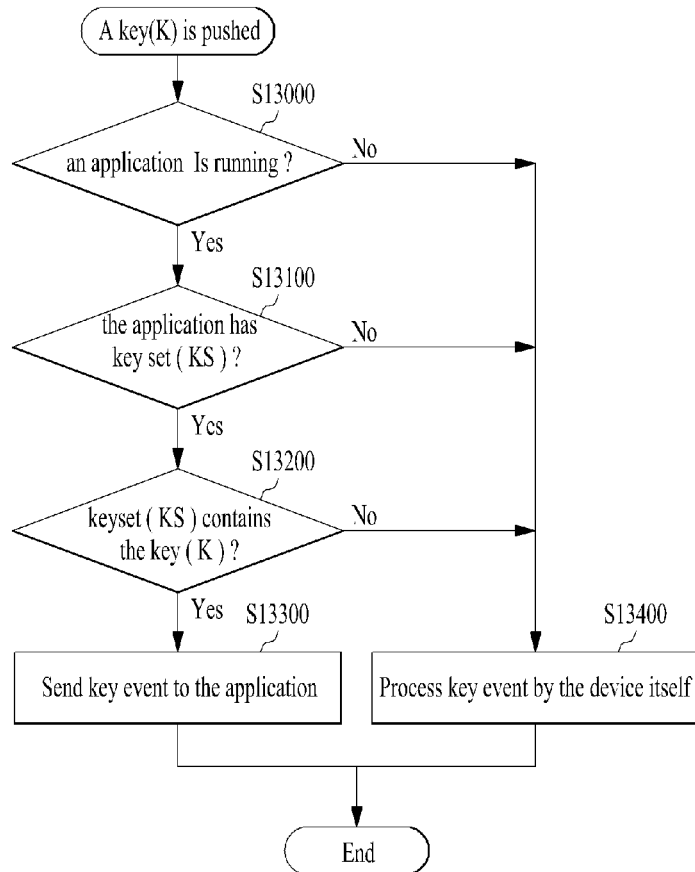 A key(K) is pushed
S13000
an application Is running ?
No
Yes
S13100
the application has
key set ( KS ) ?
No
Yes
S13200
keyset ( KS ) contains
the key ( K ) ?
No
Yes
S13300
Send key event to the application
S13400
Process key event by the device itself
End